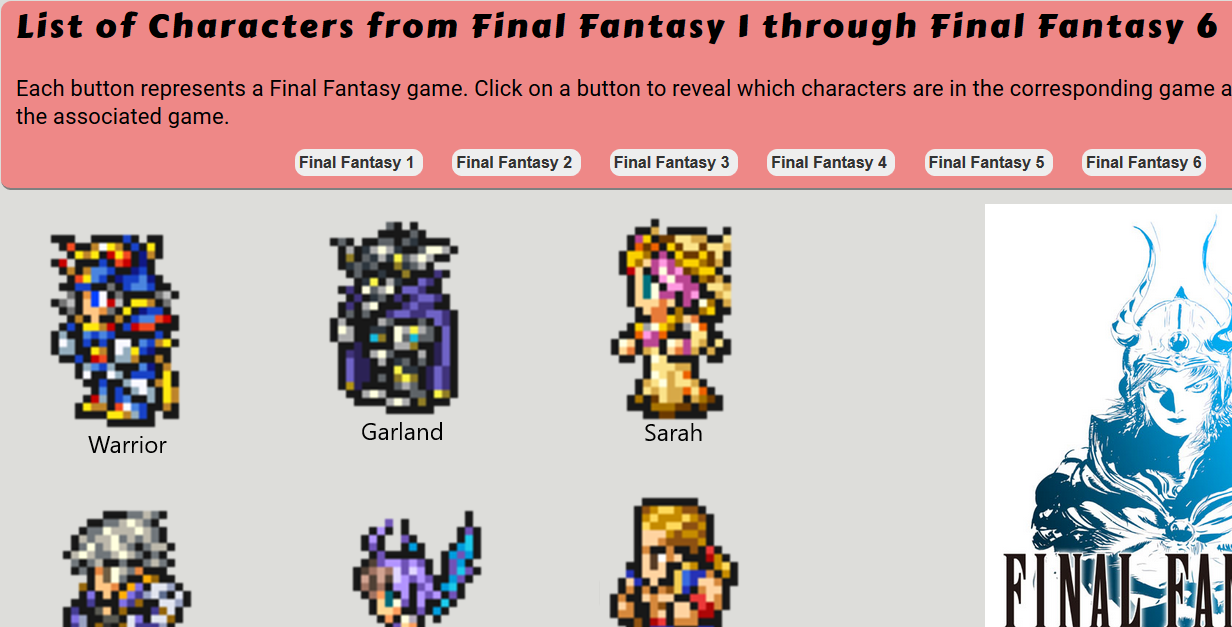 List of Characters from Final Fantasy I through Final Fantasy 6
Each button represents a Final Fantasy game. Click on a button to reveal which characters are in the corresponding game a
the associated game.
Final Fantasy 1 Final Fantasy 2 Final Fantasy 3 Final Fantasy 4 Final Fantasy 5 Final Fantasy 6
Warrior Garland Sarah
FINAL FA